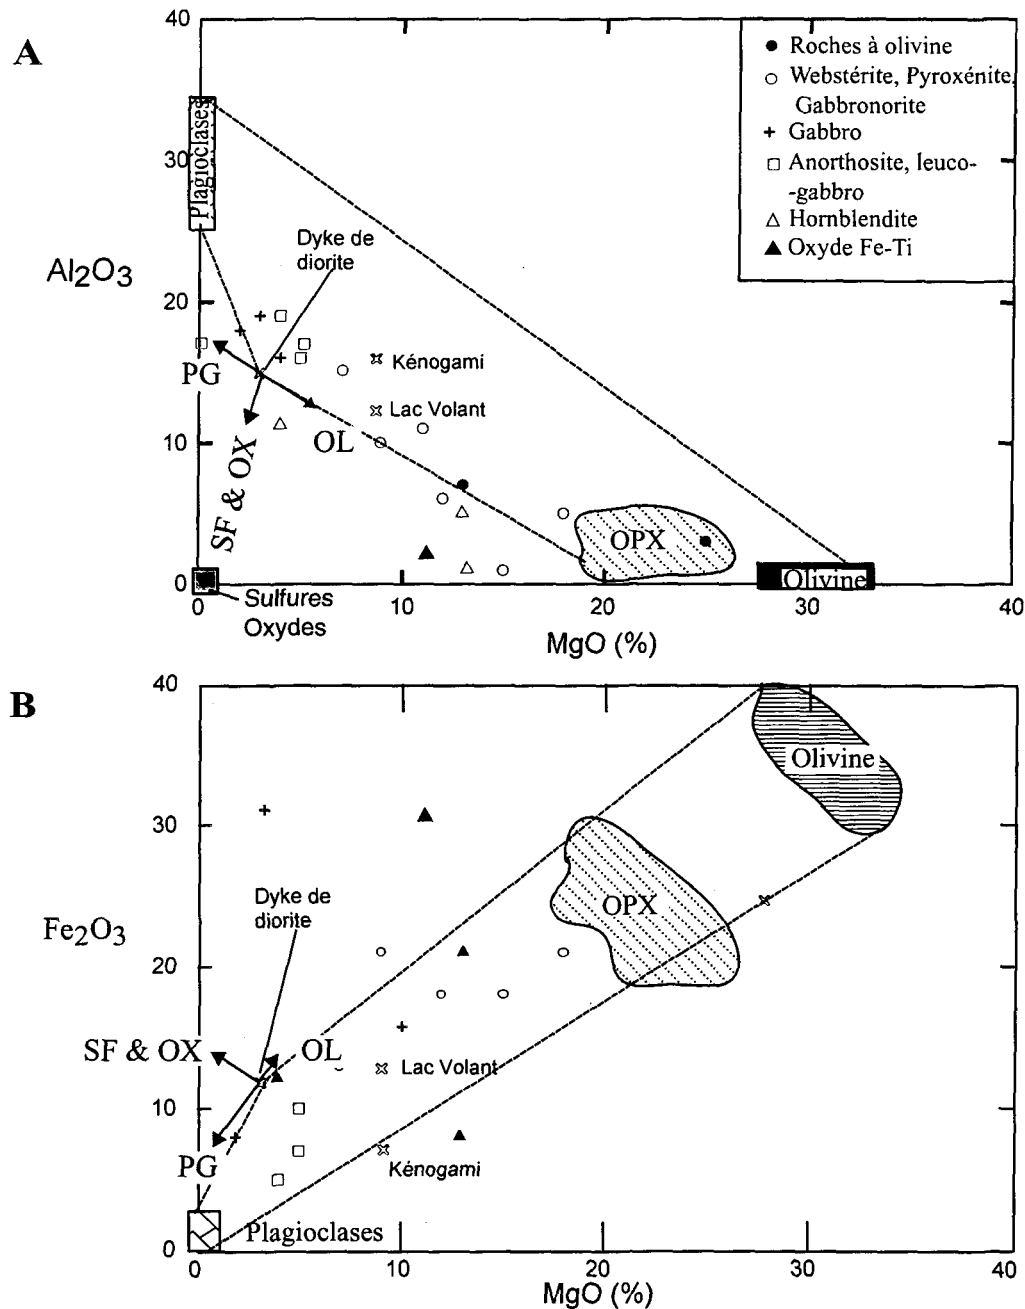 A
40
Roches à olivine
Webstérite, Pyroxénite,
Gabbronorite
Gabbro
Anorthosite, leuco-
-gabbro
Hornblendite
Oxyde Fe-Ti
Plagioclases
30
Dyke de
diorite
Al2O3
20
PG
Kénogami
Lac Volant
OL
10
SF & OX
OPX
0
Olivine
0
10
20
30
40
Sulfures
Oxydes
MgO (%)
B
40
Olivine
30
Dyke de
diorite
OPX
Fe2O3
20
SF & OX
OL
Lac Volant
10
PG
Kénogami
Plagioclases
0
0
10
20
30
40
MgO (%)